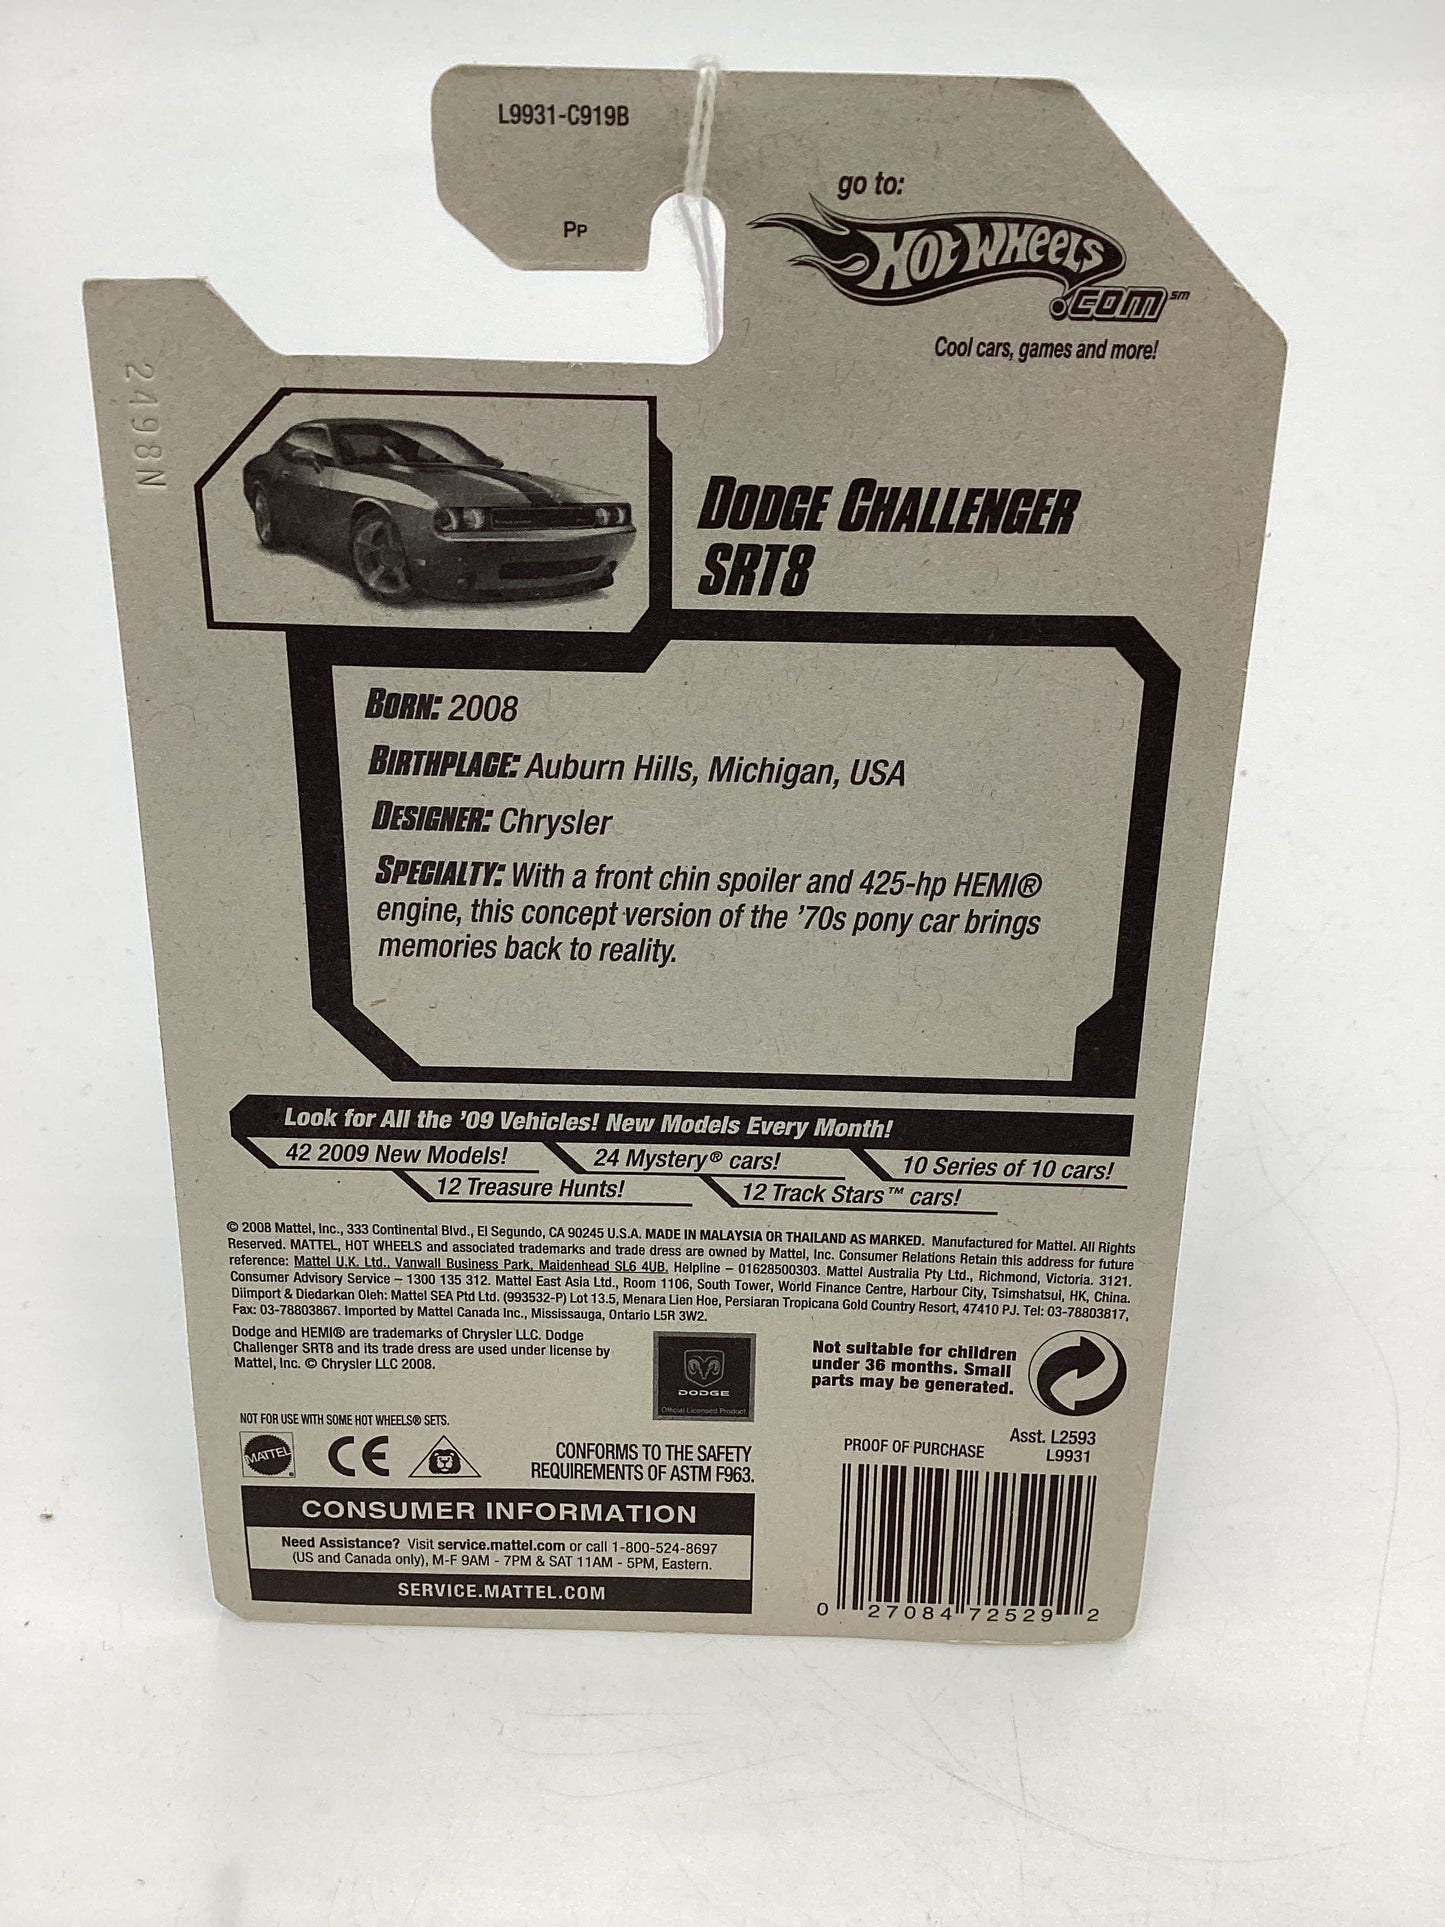 L9931-C919B
Pp
go to:
Hot Wheels
.com℠
Cool cars, games and more!
2498N
Dodge Challenger
SRT8
Born: 2008
Birthplace: Auburn Hills, Michigan, USA
Designer: Chrysler
Specialty: With a front chin spoiler and 425-hp HEMI®
engine, this concept version of the '70s pony car brings
memories back to reality.
Look for All the '09 Vehicles! New Models Every Month!
42 2009 New Models!
24 Mystery® cars!
10 Series of 10 cars!
12 Treasure Hunts!
12 Track Stars™ cars!
© 2008 Mattel, Inc., 333 Continental Blvd., El Segundo, CA 90245 U.S.A. MADE IN MALAYSIA OR THAILAND AS MARKED. Manufactured for Mattel. All Rights
Reserved. MATTEL, HOT WHEELS and associated trademarks and trade dress are owned by Mattel, Inc. Consumer Relations Retain this address for future
reference: Mattel U.K. Ltd., Vanwall Business Park, Maidenhead SL6 4UB. Helpline – 01628500303. Mattel Australia Pty Ltd., Richmond, Victoria. 3121.
Consumer Advisory Service – 1300 135 312. Mattel East Asia Ltd., Room 1106, South Tower, World Finance Centre, Harbour City, Tsimshatsui, HK, China.
Diimport & Diedarkan Oleh: Mattel SEA Ptd Ltd. (993532-P) Lot 13.5, Menara Lien Hoe, Persiaran Tropicana Gold Country Resort, 47410 PJ. Tel: 03-78803817,
Fax: 03-78803867. Imported by Mattel Canada Inc., Mississauga, Ontario L5R 3W2.
Dodge and HEMI® are trademarks of Chrysler LLC. Dodge
Challenger SRT8 and its trade dress are used under license by
Mattel, Inc. © Chrysler LLC 2008.
DODGE
Official Licensed Product
Not suitable for children
under 36 months. Small
parts may be generated.
NOT FOR USE WITH SOME HOT WHEELS® SETS.
MATTEL
CE
CONFORMS TO THE SAFETY
REQUIREMENTS OF ASTM F963.
PROOF OF PURCHASE
Asst. L2593
L9931
CONSUMER INFORMATION
Need Assistance? Visit service.mattel.com or call 1-800-524-8697
(US and Canada only), M-F 9AM - 7PM & SAT 11AM - 5PM, Eastern.
SERVICE.MATTEL.COM
0 27084 72529 2